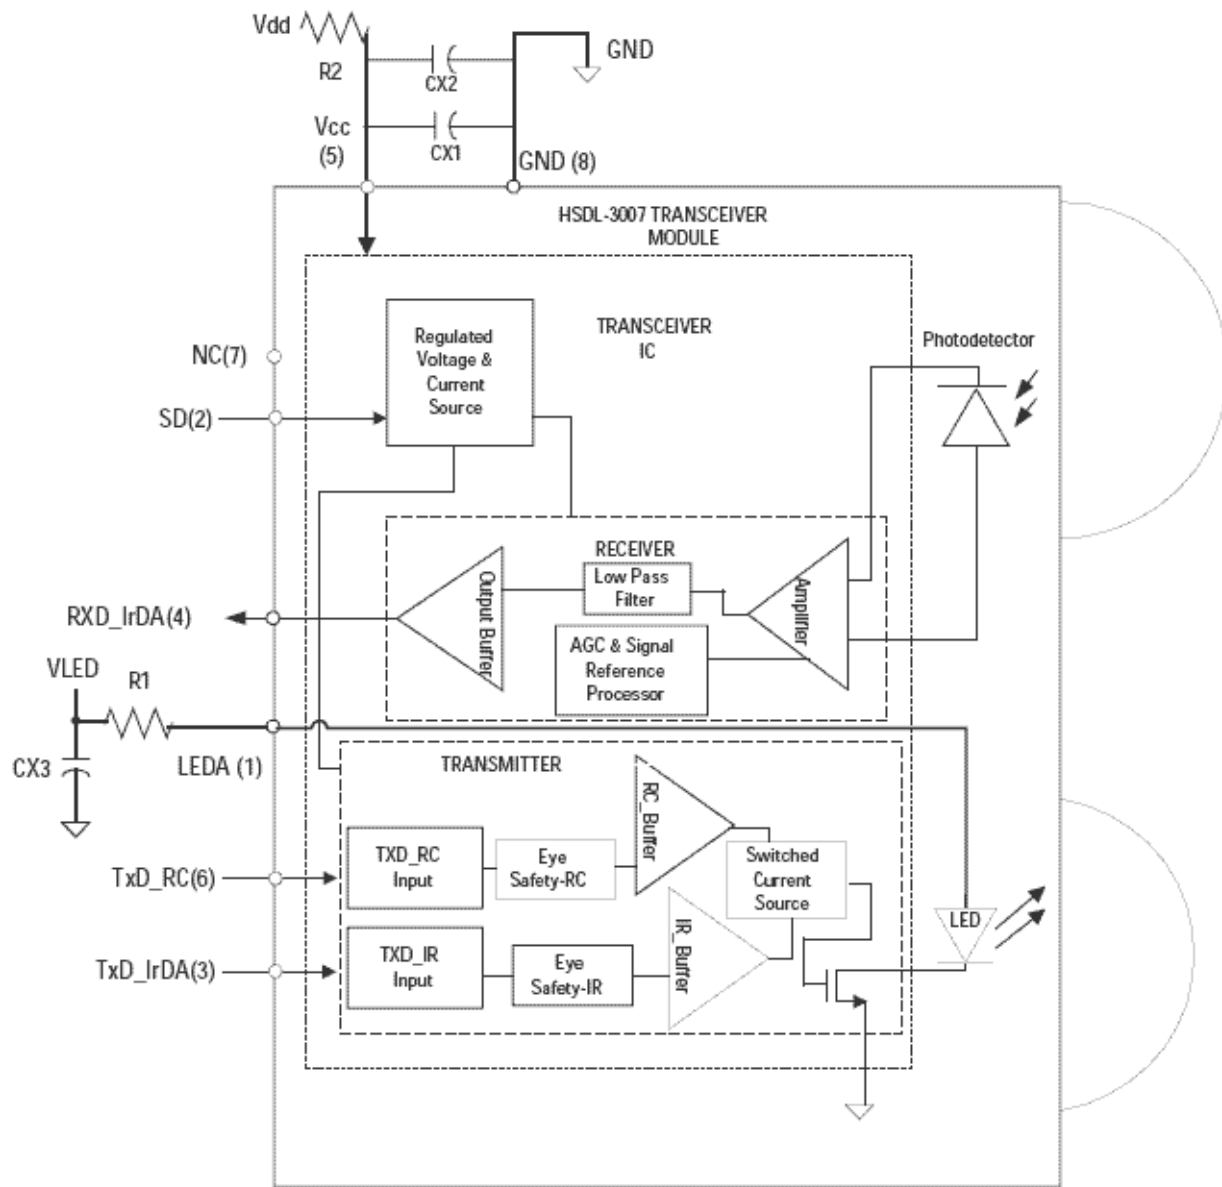 Vdd
R2
CX2
GND
Vcc
(5)
CX1
GND (8)
HSDL-3007 TRANSCEIVER
MODULE
TRANSCEIVER
IC
Regulated
Voltage &
Current
Source
Photodetector
NC(7)
SD(2)
RECEIVER
Low Pass
Filter
Output Buffer
Amplifier
RXD_IrDA(4)
AGC & Signal
Reference
Processor
VLED
R1
CX3
LEDA (1)
TRANSMITTER
RC_Buffer
TXD_RC
Input
Eye
Safety-RC
Switched
Current
Source
TxD_RC(6)
LED
IR_Buffer
TXD_IR
Input
Eye
Safety-IR
TxD_IrDA(3)